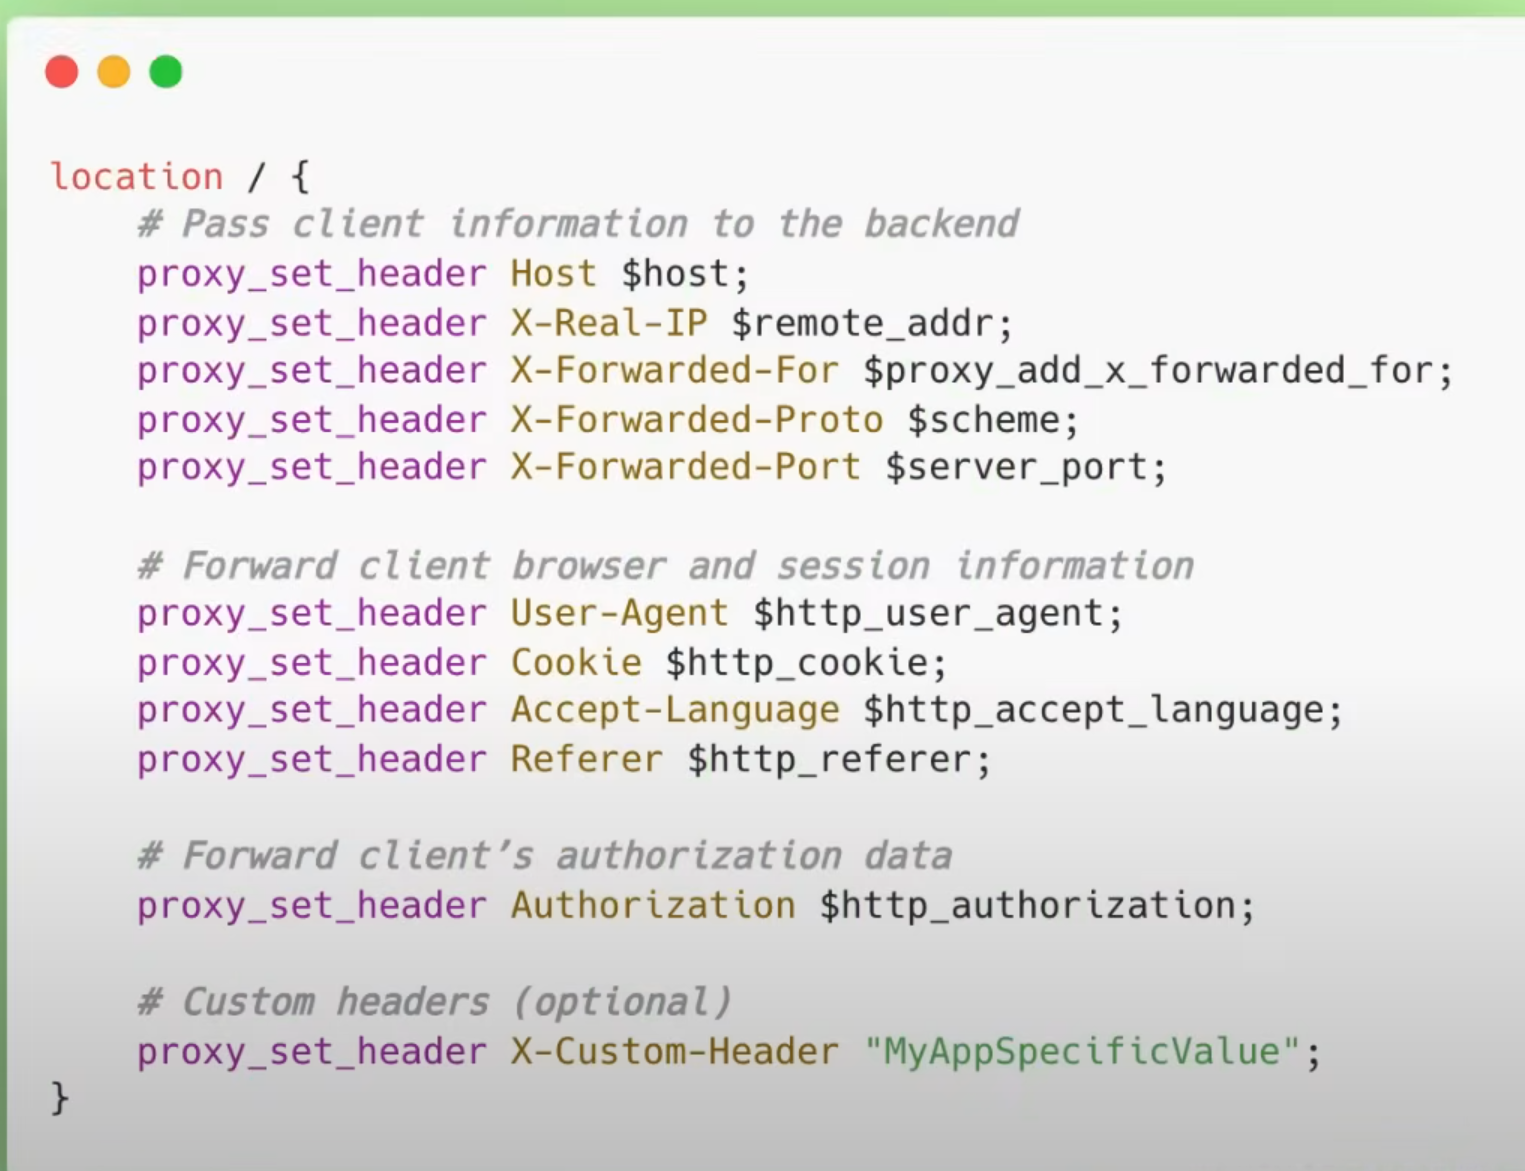 location / {
    # Pass client information to the backend
    proxy_set_header Host $host;
    proxy_set_header X-Real-IP $remote_addr;
    proxy_set_header X-Forwarded-For $proxy_add_x_forwarded_for;
    proxy_set_header X-Forwarded-Proto $scheme;
    proxy_set_header X-Forwarded-Port $server_port;

    # Forward client browser and session information
    proxy_set_header User-Agent $http_user_agent;
    proxy_set_header Cookie $http_cookie;
    proxy_set_header Accept-Language $http_accept_language;
    proxy_set_header Referer $http_referer;

    # Forward client’s authorization data
    proxy_set_header Authorization $http_authorization;

    # Custom headers (optional)
    proxy_set_header X-Custom-Header "MyAppSpecificValue";
}